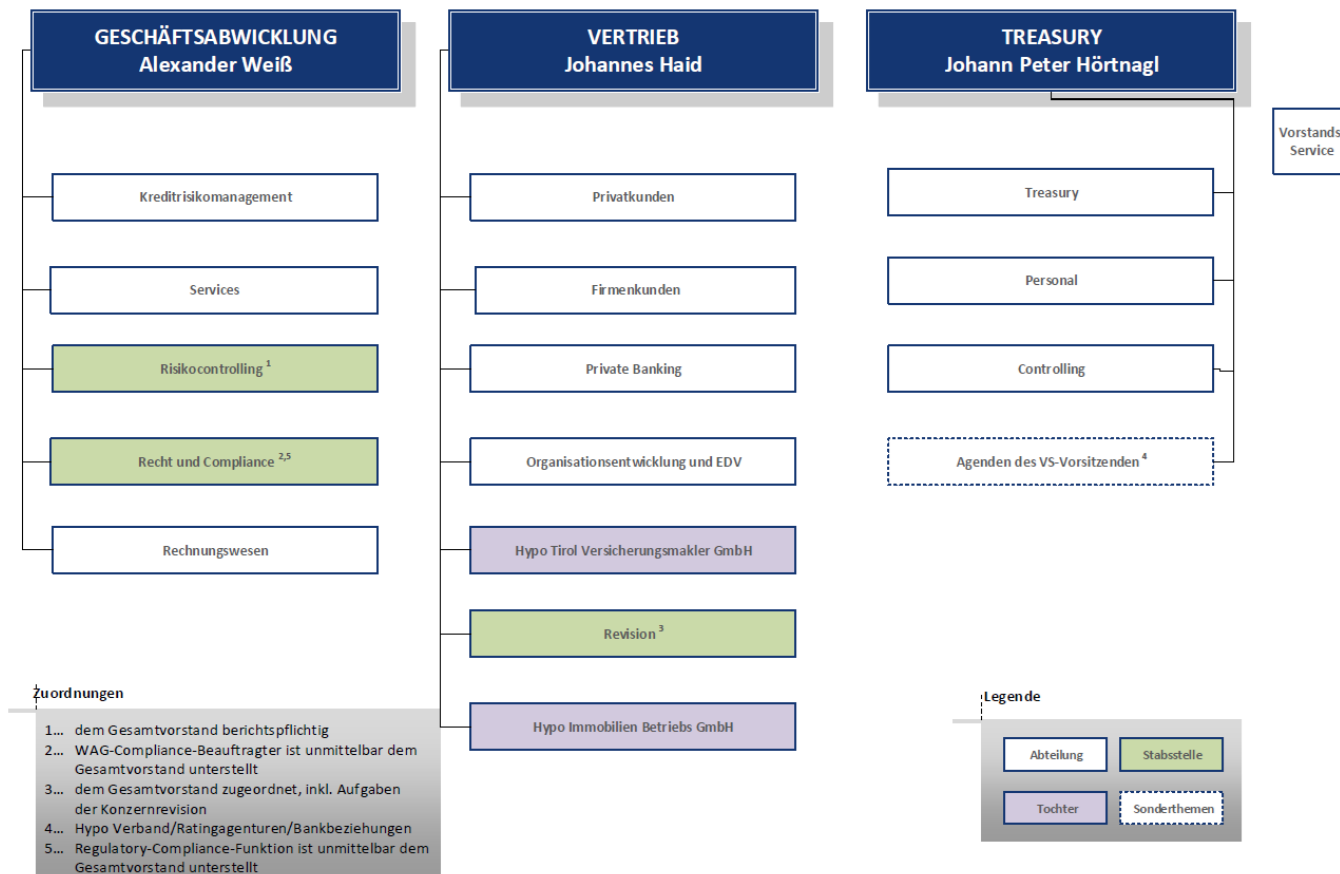 GESCHÄFTSABWICKLUNG
Alexander Weiß
VERTRIEB
Johannes Haid
TREASURY
Johann Peter Hörtnagl
Vorstands
Service
Kreditrisikomanagement
Services
Risikocontrolling 1
Recht und Compliance 2,5
Rechnungswesen
Privatkunden
Firmenkunden
Private Banking
Organisationsentwicklung und EDV
Hypo Tirol Versicherungsmakler GmbH
Revision 3
Hypo Immobilien Betriebs GmbH
Treasury
Personal
Controlling
Agenden des VS-Vorsitzenden 4
Zuordnungen
1... dem Gesamtvorstand berichtspflichtig
2... WAG-Compliance-Beauftragter ist unmittelbar dem
Gesamtvorstand unterstellt
3... dem Gesamtvorstand zugeordnet, inkl. Aufgaben
der Konzernrevision
4... Hypo Verband/Ratingagenturen/Bankbeziehungen
5... Regulatory-Compliance-Funktion ist unmittelbar dem
Gesamtvorstand unterstellt
Legende
Abteilung
Stabsstelle
Tochter
Sonderthemen